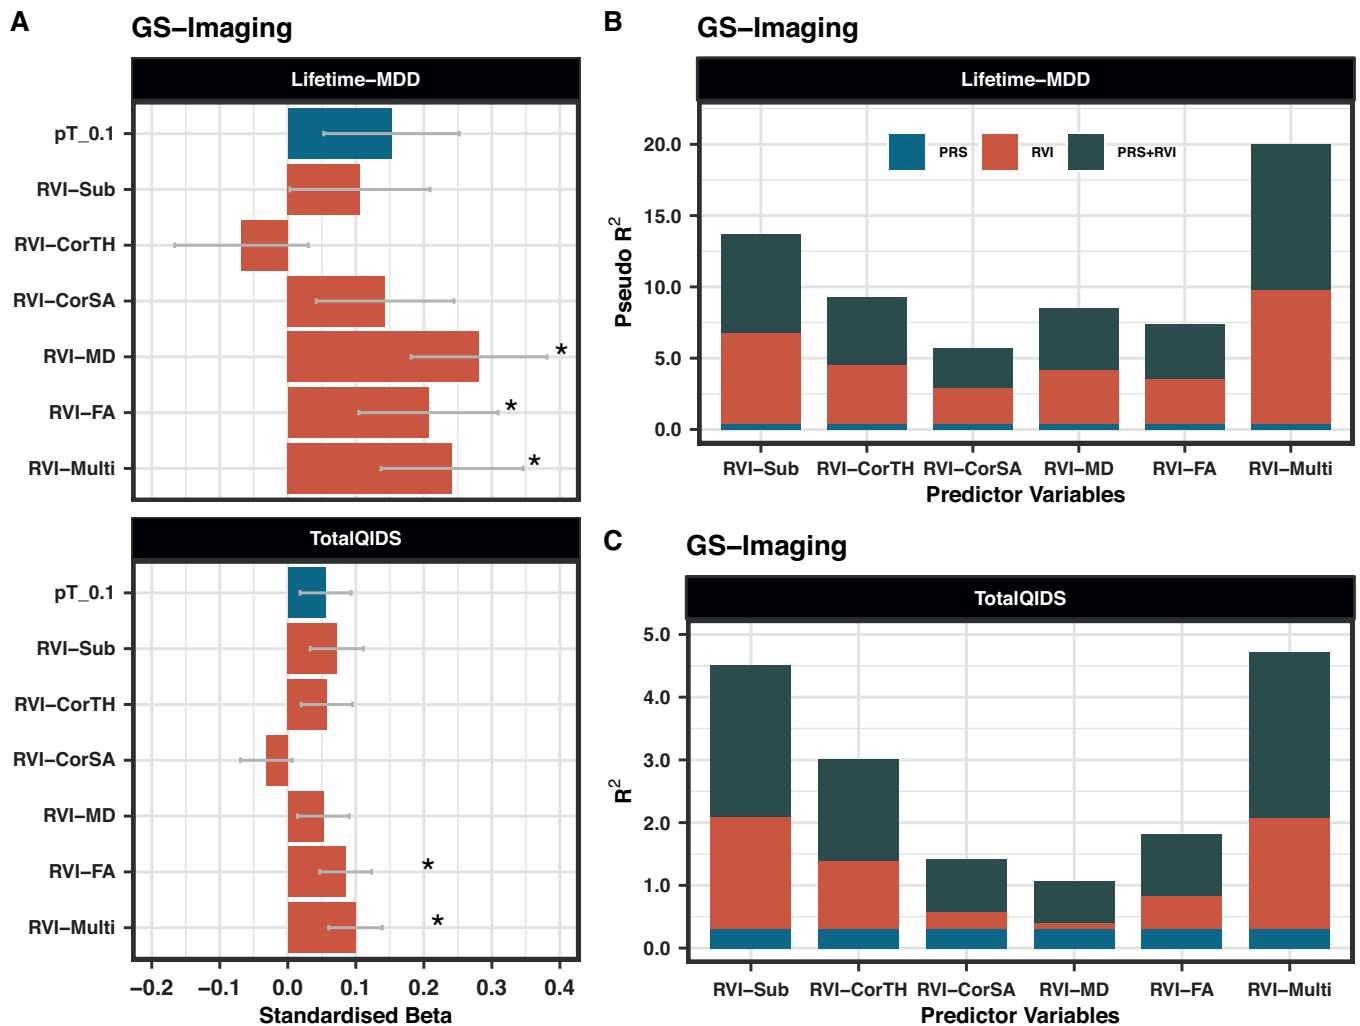 A GS–Imaging
Lifetime–MDD
pT_0.1
RVI–Sub
RVI–CorTH
RVI–CorSA
RVI–MD
*
RVI–FA
*
RVI–Multi
*
TotalQIDS
pT_0.1
RVI–Sub
RVI–CorTH
RVI–CorSA
RVI–MD
RVI–FA
*
RVI–Multi
*
–0.2 –0.1 0.0 0.1 0.2 0.3 0.4
Standardised Beta
B GS–Imaging
Lifetime–MDD
PRS RVI PRS+RVI
20.0
15.0
10.0
5.0
0.0
Pseudo R²
RVI–Sub RVI–CorTH RVI–CorSA RVI–MD RVI–FA RVI–Multi
Predictor Variables
C GS–Imaging
TotalQIDS
5.0
4.0
3.0
2.0
1.0
0.0
R²
RVI–Sub RVI–CorTH RVI–CorSA RVI–MD RVI–FA RVI–Multi
Predictor Variables